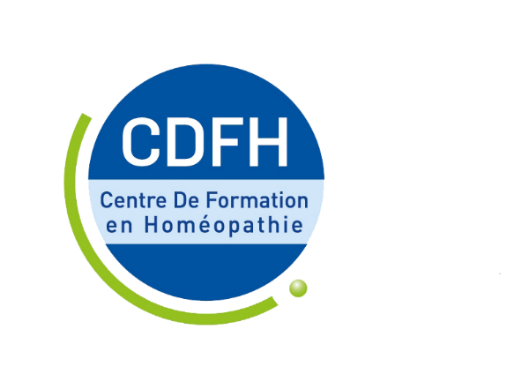 CDFH
Centre De Formation
en Homéopathie